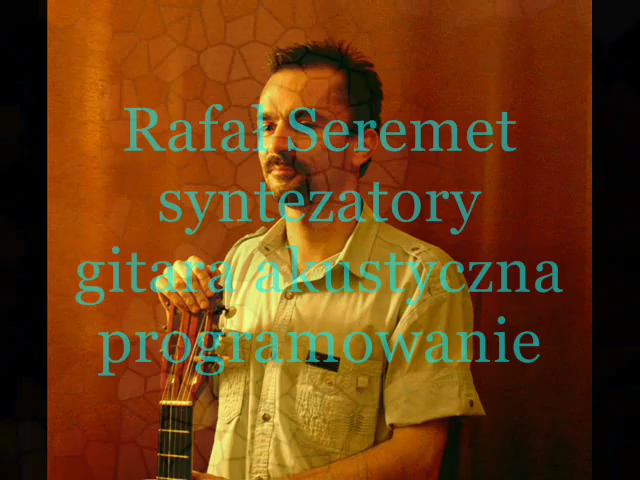 Rafał Seremet
syntezatory
gitara akustyczna
programowanie